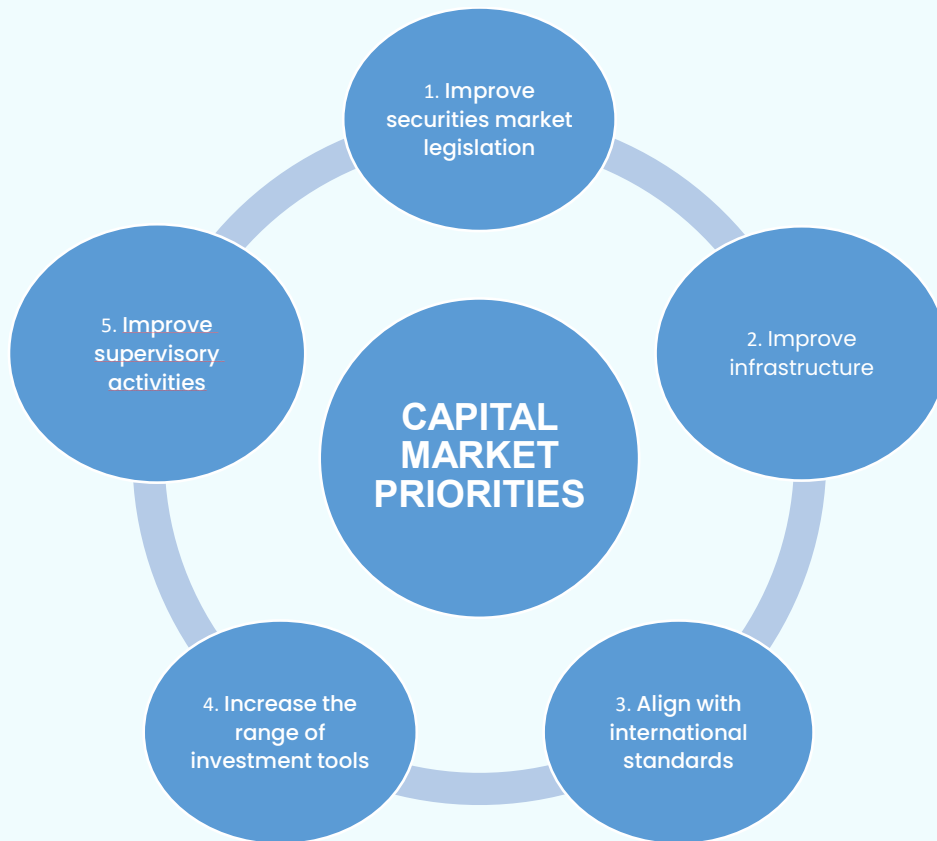 1. Improve
securities market
legislation
2. Improve
infrastructure
3. Align with
international
standards
4. Increase the
range of
investment tools
5. Improve
supervisory
activities
CAPITAL
MARKET
PRIORITIES